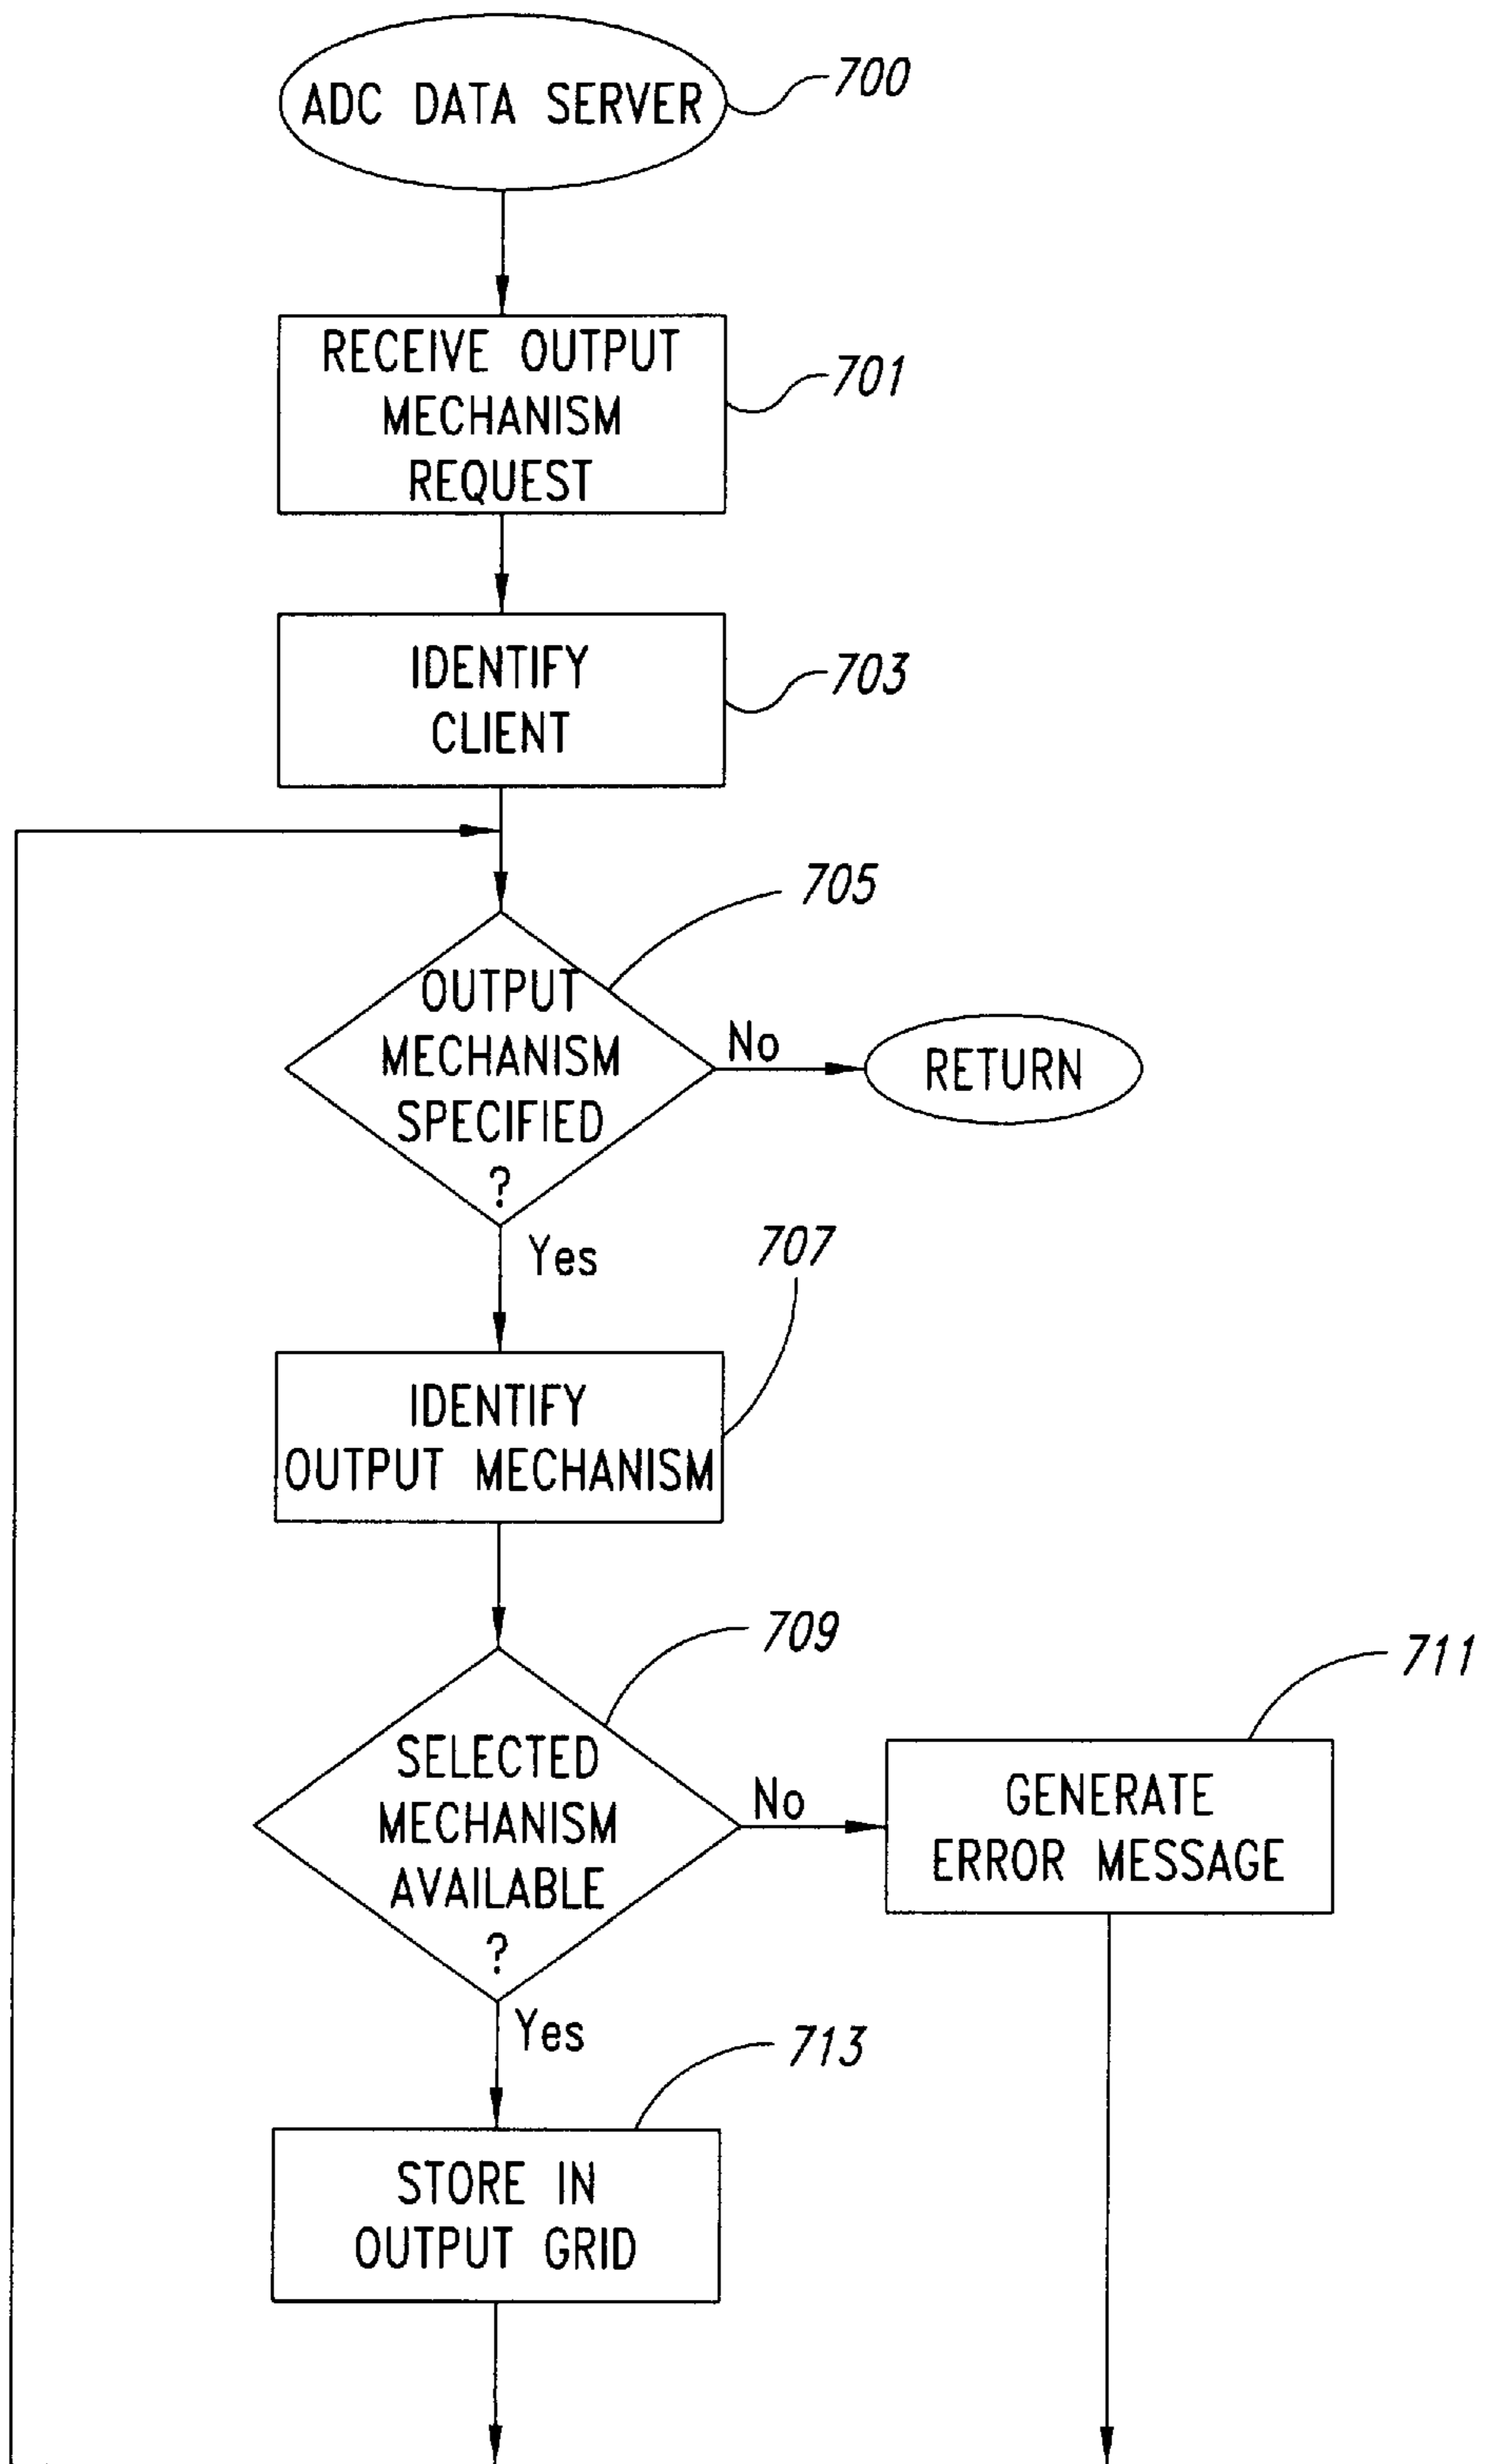 ADC DATA SERVER
700
RECEIVE OUTPUT
MECHANISM
REQUEST
701
IDENTIFY
CLIENT
703
705
OUTPUT
MECHANISM
SPECIFIED
?
No
RETURN
Yes
707
IDENTIFY
OUTPUT MECHANISM
709
711
SELECTED
MECHANISM
AVAILABLE
?
No
GENERATE
ERROR MESSAGE
Yes
713
STORE IN
OUTPUT GRID